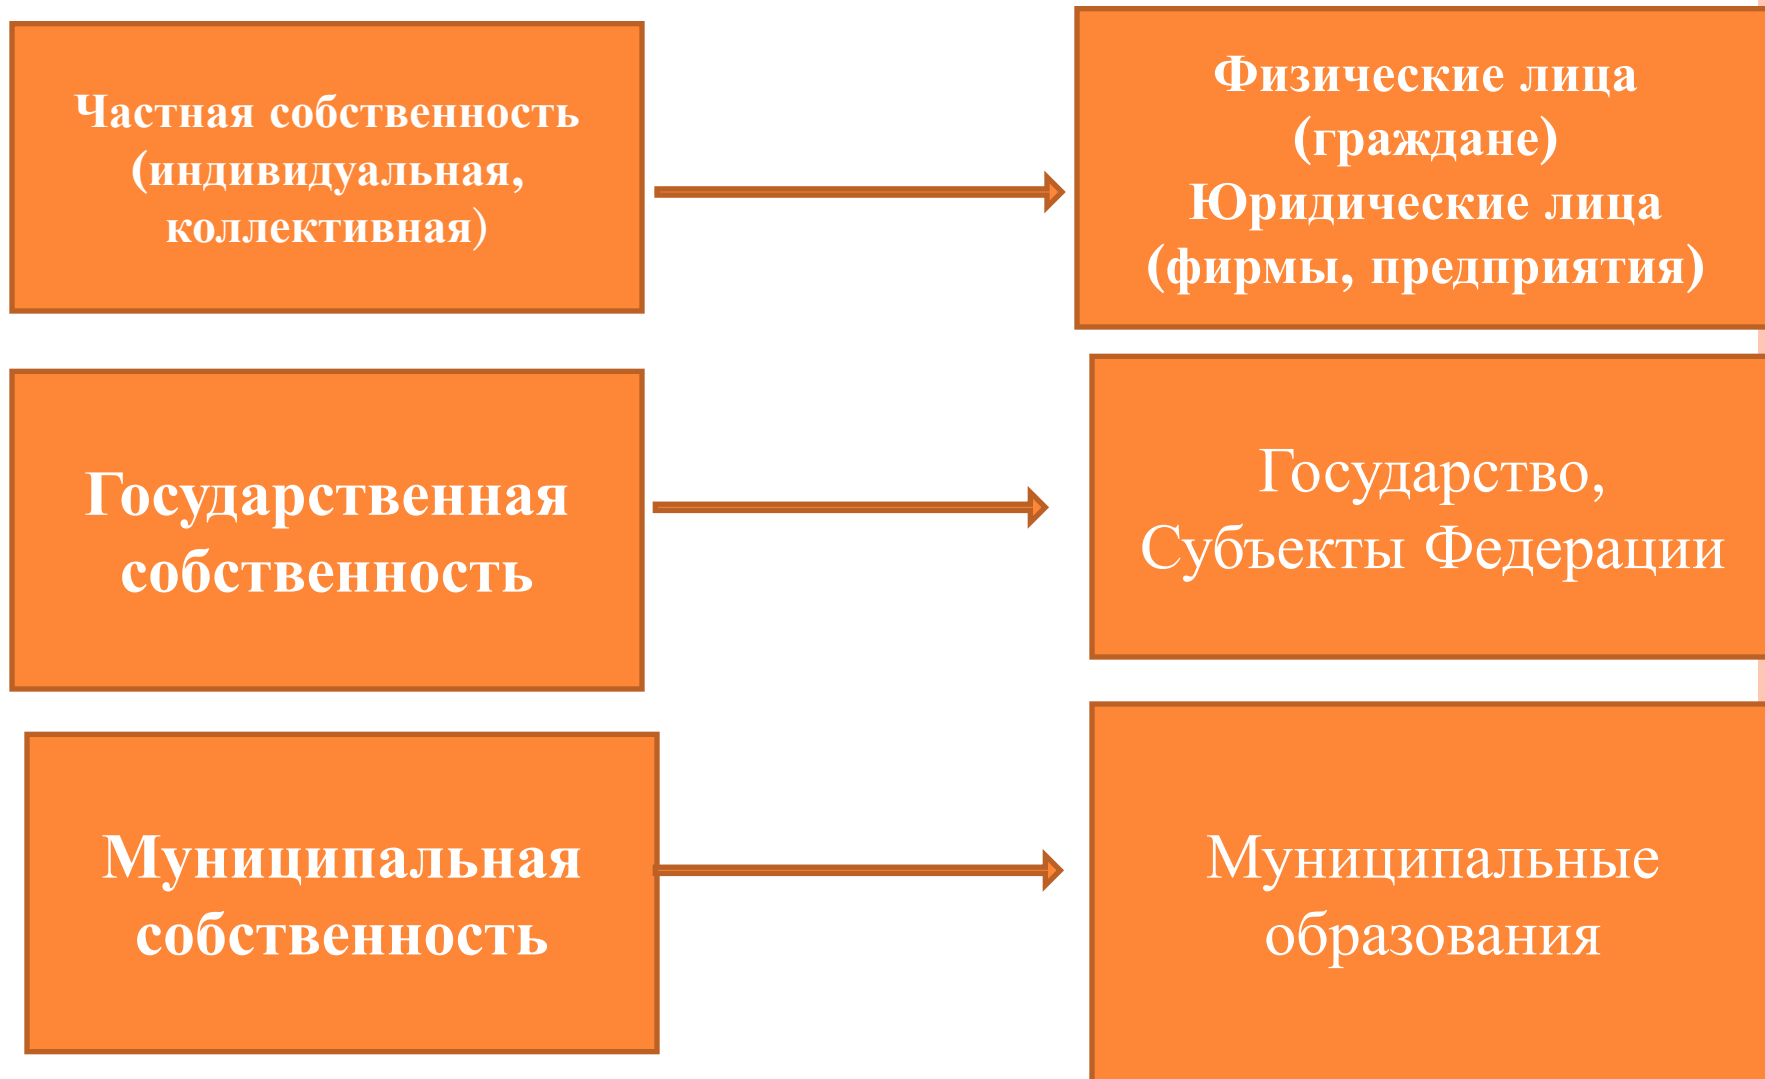 Частная собственность
(индивидуальная,
коллективная)
Физические лица
(граждане)
Юридические лица
(фирмы, предприятия)
Государственная
собственность
Государство,
Субъекты Федерации
Муниципальная
собственность
Муниципальные
образования